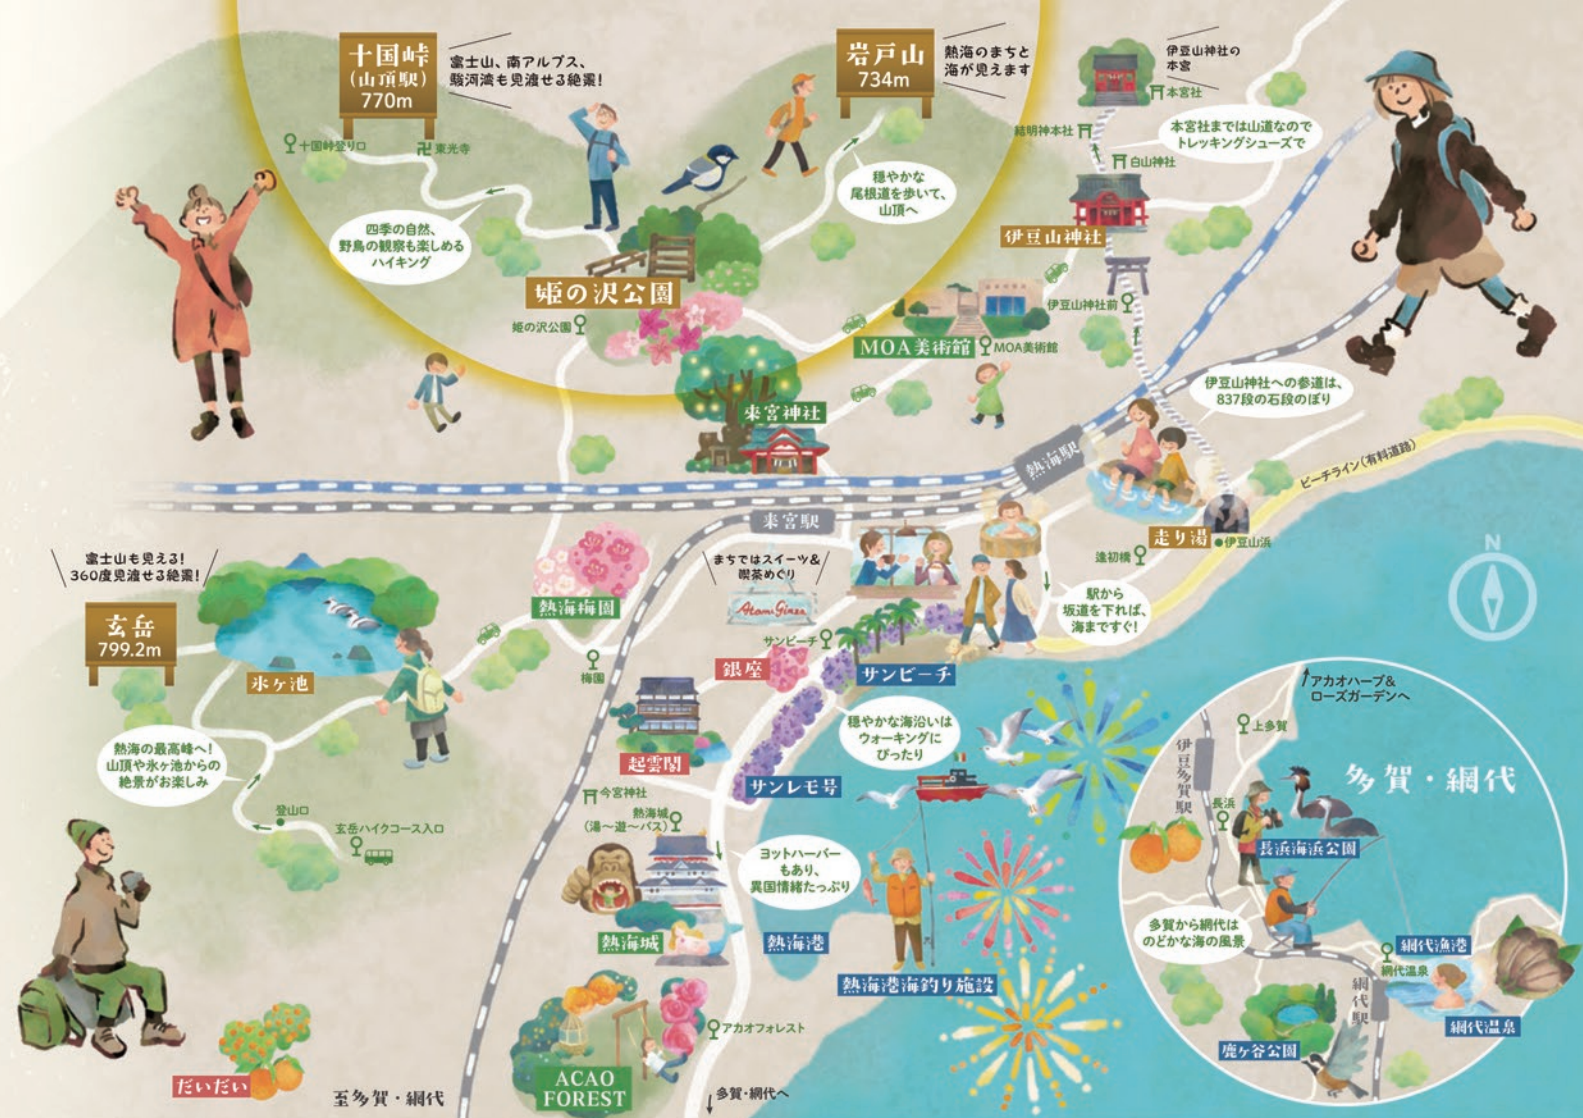 十国峠
(山頂駅)
770m
富士山、南アルプス、
駿河湾も見渡せる絶景!
岩戸山
734m
熱海のまちと
海が見えます
伊豆山神社の
本宮
本宮社
結明神本社
本宮社までは山道なので
トレッキングシューズで
白山神社
十国峠登り口
東光寺
穏やかな
尾根道を歩いて、
山頂へ
四季の自然、
野鳥の観察も楽しめる
ハイキング
伊豆山神社
姫の沢公園
姫の沢公園
伊豆山神社前
MOA美術館
MOA美術館
伊豆山神社への参道は、
837段の石段のぼり
來宮神社
熱海駅
ビーチライン(有料道路)
来宮駅
走り湯
伊豆山浜
逢初橋
富士山も見える!
360度見渡せる絶景!
玄岳
799.2m
氷ヶ池
熱海梅園
梅園
まちではスイーツ&
喫茶めぐり
Atami Ginza
サンビーチ
銀座
サンビーチ
駅から
坂道を下れば、
海まですぐ!
穏やかな海沿いは
ウォーキングに
ぴったり
熱海の最高峰へ!
山頂や氷ヶ池からの
絶景がお楽しみ
登山口
玄岳ハイクコース入口
起雲閣
サンレモ号
今宮神社
熱海城
(湯〜遊〜バス)
ヨットハーバー
もあり、
異国情緒たっぷり
熱海城
熱海港
熱海港海釣り施設
アカオフォレスト
ACAO
FOREST
だいだい
至多賀・網代
多賀・網代へ
アカオハーブ&
ローズガーデンへ
上多賀
伊豆多賀駅
多賀・網代
長浜
長浜海浜公園
多賀から網代は
のどかな海の風景
網代漁港
網代温泉
網代駅
網代温泉
鹿ヶ谷公園
N